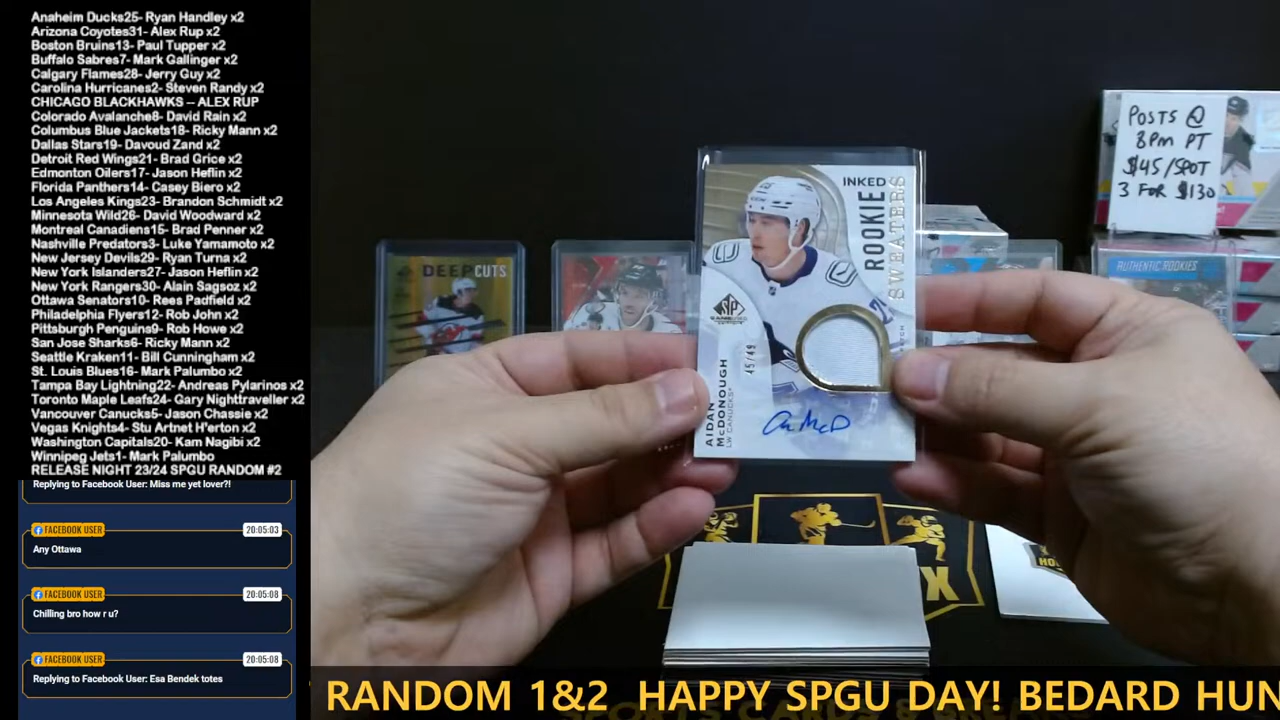 Anaheim Ducks25- Ryan Handley x2
Arizona Coyotes31- Alex Rup x2
Boston Bruins13- Paul Tupper x2
Buffalo Sabres7- Mark Gallinger x2
Calgary Flames28- Jerry Guy x2
Carolina Hurricanes2- Steven Randy x2
CHICAGO BLACKHAWKS -- ALEX RUP
Colorado Avalanche8- David Rain x2
Columbus Blue Jackets18- Ricky Mann x2
Dallas Stars19- Davoud Zand x2
Detroit Red Wings21- Brad Grice x2
Edmonton Oilers17- Jason Heflin x2
Florida Panthers14- Casey Biero x2
Los Angeles Kings23- Brandon Schmidt x2
Minnesota Wild26- David Woodward x2
Montreal Canadiens15- Brad Penner x2
Nashville Predators3- Luke Yamamoto x2
New Jersey Devils29- Ryan Turna x2
New York Islanders27- Jason Heflin x2
New York Rangers30- Alain Sagsoz x2
Ottawa Senators10- Rees Padfield x2
Philadelphia Flyers12- Rob John x2
Pittsburgh Penguins9- Rob Howe x2
San Jose Sharks6- Ricky Mann x2
Seattle Kraken11- Bill Cunningham x2
St. Louis Blues16- Mark Palumbo x2
Tampa Bay Lightning22- Andreas Pylarinos x2
Toronto Maple Leafs24- Gary Nighttraveller x2
Vancouver Canucks5- Jason Chassie x2
Vegas Knights4- Stu Artnet H'erton x2
Washington Capitals20- Kam Nagibi x2
Winnipeg Jets1- Mark Palumbo
RELEASE NIGHT 23/24 SPGU RANDOM #2
Replying to Facebook User: Miss me yet lover?!
FACEBOOK USER
20:05:03
Any Ottawa
FACEBOOK USER
20:05:08
Chilling bro how r u?
FACEBOOK USER
20:05:08
Replying to Facebook User: Esa Bendek totes
POSTS @
8PM PT
$45/SPOT
3 FOR $130
INKED
ROOKIE
SWEATERS
SP
45/49
AIDAN
McDONOUGH
LW CANUCKS
DEEP CUTS
AUTHENTIC ROOKIES
RANDOM 1&2 HAPPY SPGU DAY! BEDARD HUN